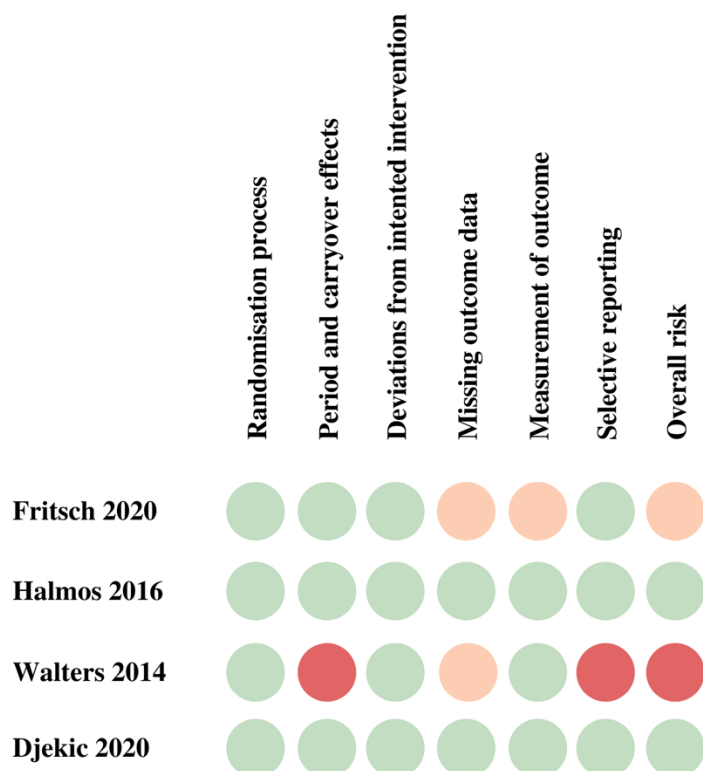 Randomisation process
Period and carryover effects
Deviations from intented intervention
Missing outcome data
Measurement of outcome
Selective reporting
Overall risk
Fritsch 2020
Halmos 2016
Walters 2014
Djekic 2020